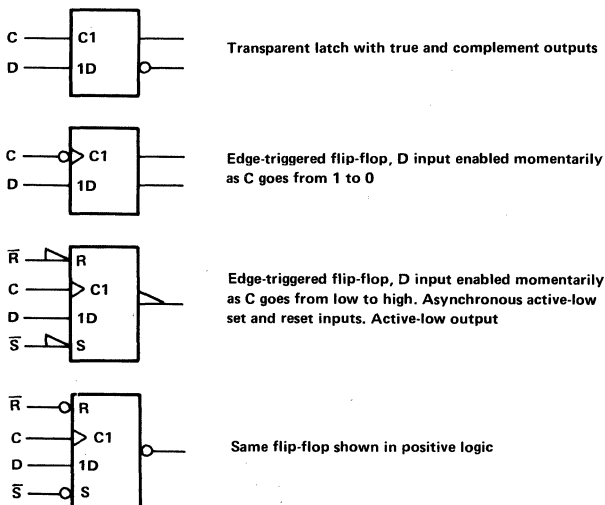 C C1
D 1D
Transparent latch with true and complement outputs
C C1
D 1D
Edge-triggered flip-flop, D input enabled momentarily
as C goes from 1 to 0
R̅ R
C C1
D 1D
S̅ S
Edge-triggered flip-flop, D input enabled momentarily
as C goes from low to high. Asynchronous active-low
set and reset inputs. Active-low output
R̅ R
C C1
D 1D
S̅ S
Same flip-flop shown in positive logic